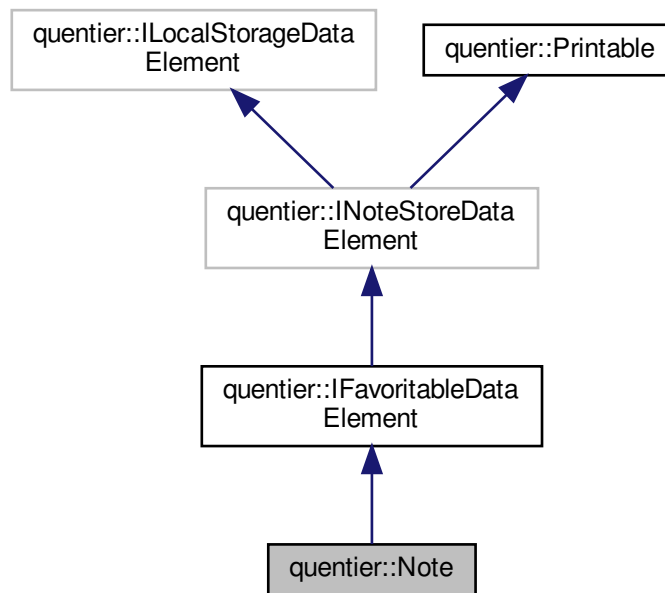 quentier::ILocalStorageData
Element
quentier::Printable
quentier::INoteStoreData
Element
quentier::IFavoritableData
Element
quentier::Note